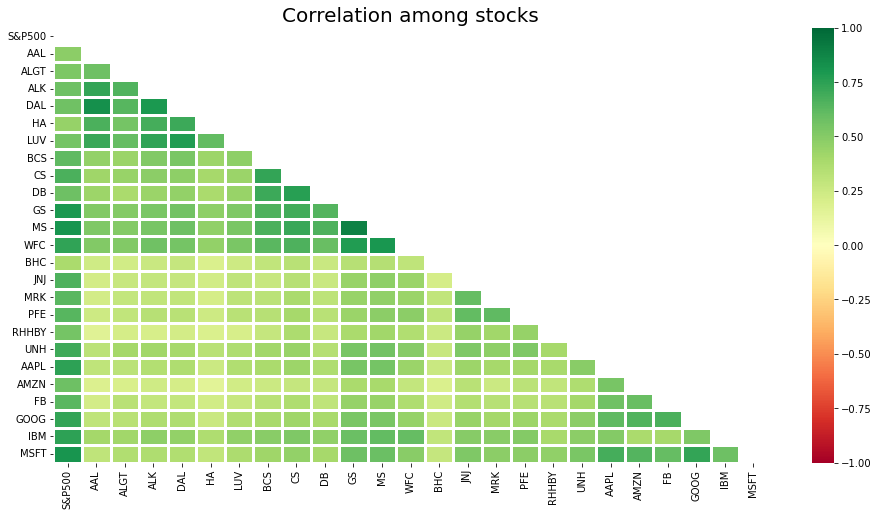 Correlation among stocks
S&P500
AAL
ALGT
ALK
DAL
HA
LUV
BCS
CS
DB
GS
MS
WFC
BHC
JNJ
MRK
PFE
RHHBY
UNH
AAPL
AMZN
FB
GOOG
IBM
MSFT
S&P500
AAL
ALGT
ALK
DAL
HA
LUV
BCS
CS
DB
GS
MS
WFC
BHC
JNJ
MRK
PFE
RHHBY
UNH
AAPL
AMZN
FB
GOOG
IBM
MSFT
1.00
0.75
0.50
0.25
0.00
−0.25
−0.50
−0.75
−1.00